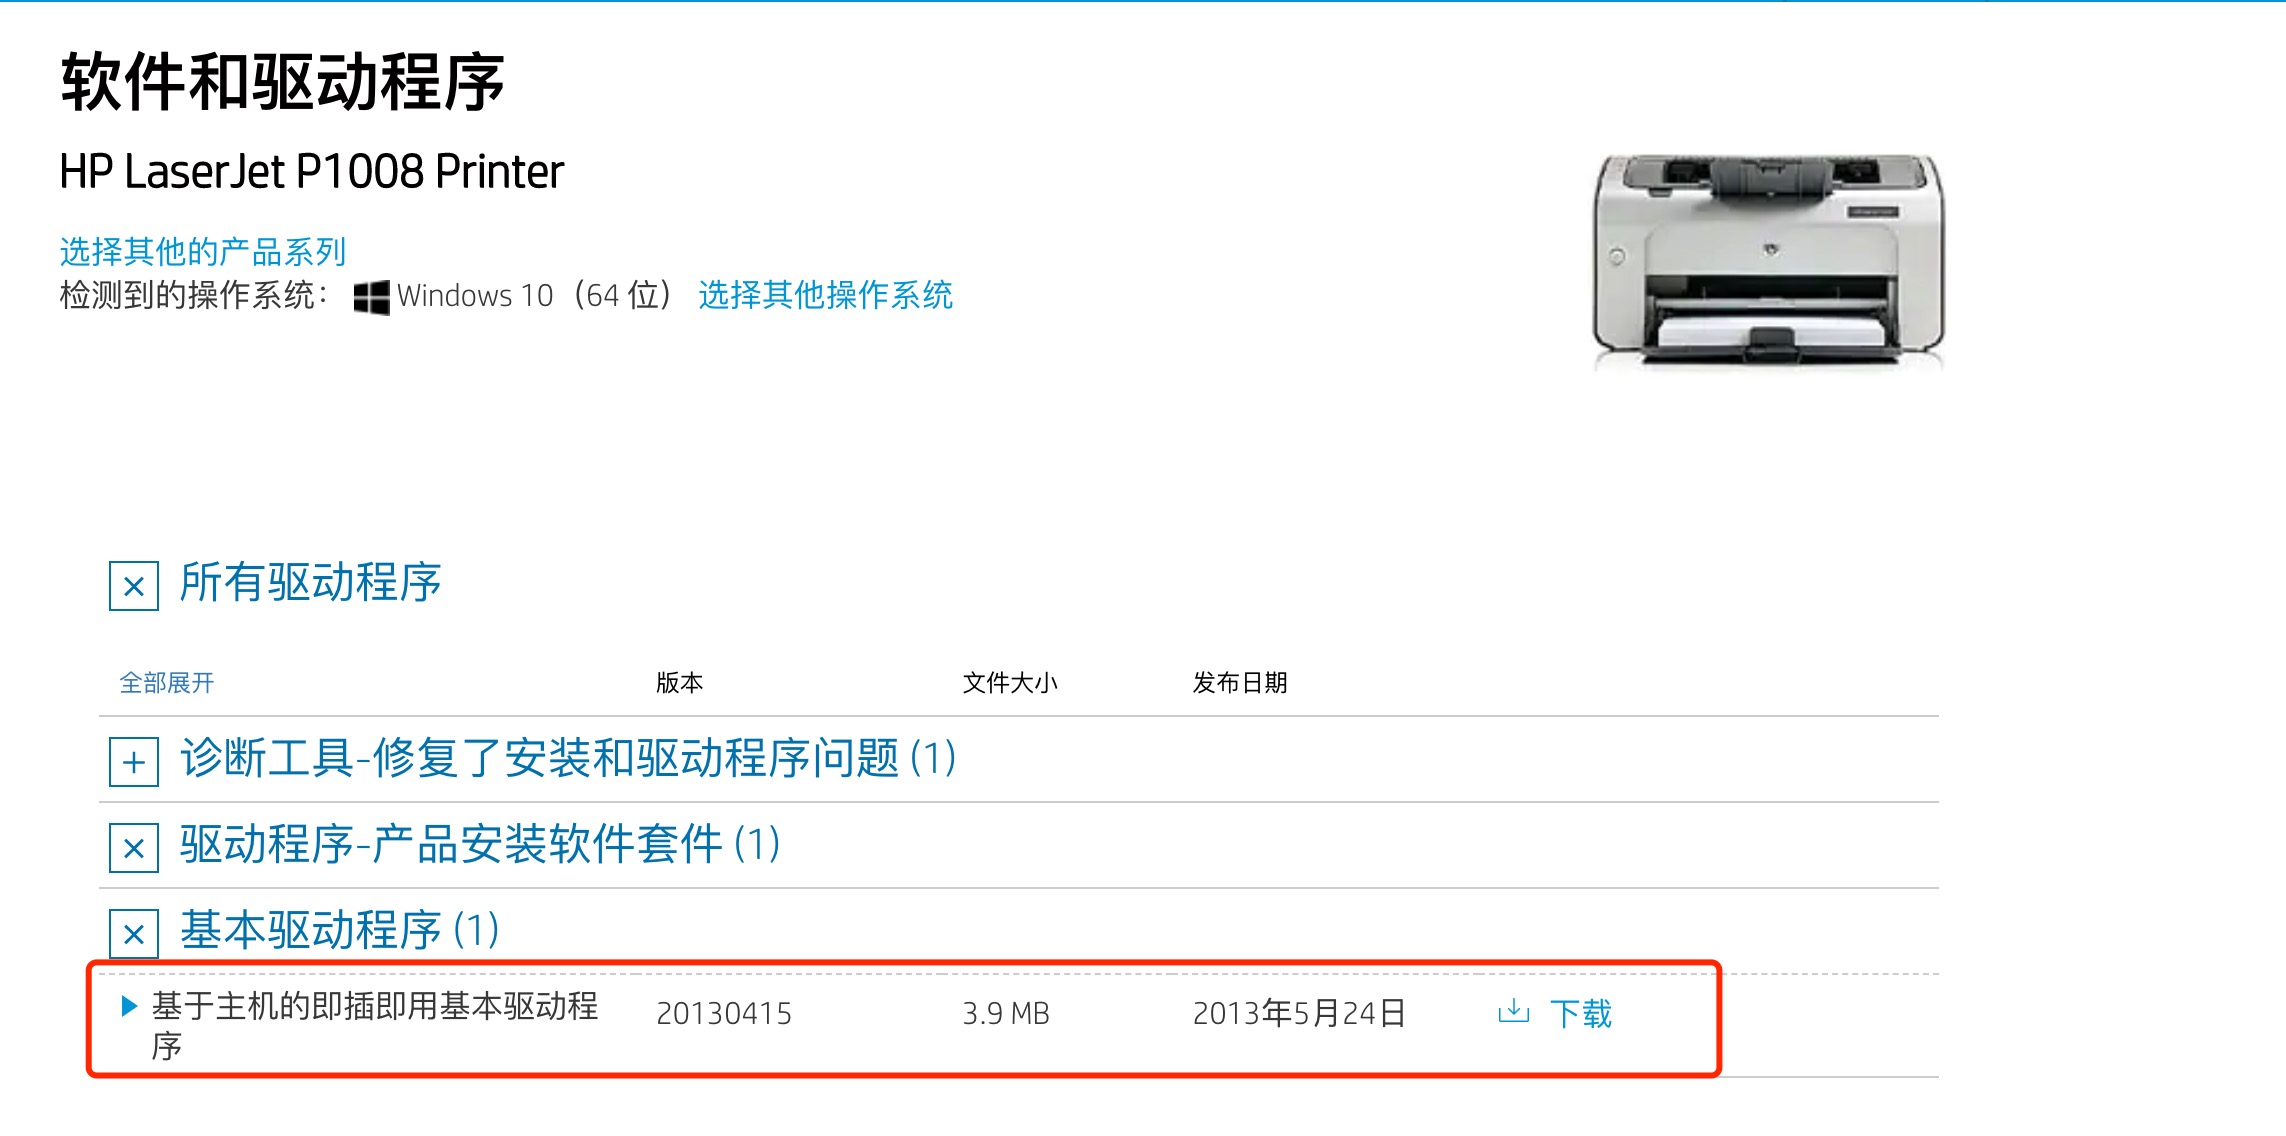 软件和驱动程序
HP LaserJet P1008 Printer
选择其他的产品系列
检测到的操作系统： Windows 10（64 位） 选择其他操作系统
所有驱动程序
全部展开 版本 文件大小 发布日期
诊断工具-修复了安装和驱动程序问题 (1)
驱动程序-产品安装软件套件 (1)
基本驱动程序 (1)
基于主机的即插即用基本驱动程 20130415 3.9 MB 2013年5月24日 下载
序